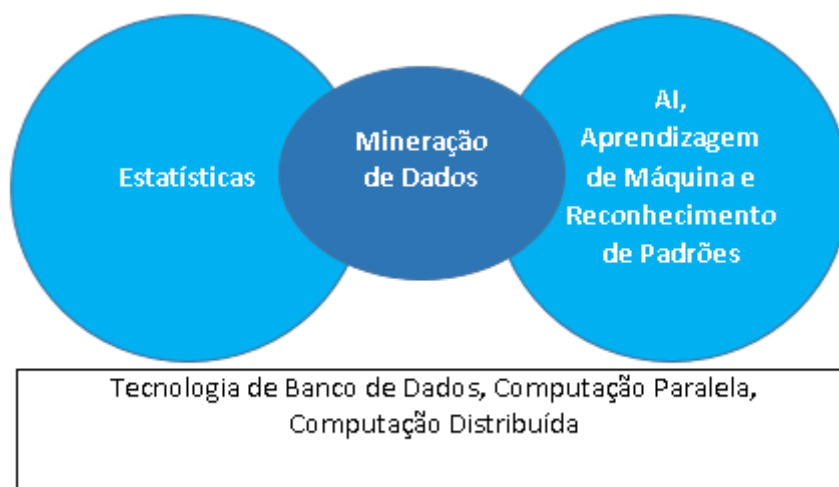 Estatísticas
Mineração
de Dados
AI,
Aprendizagem
de Máquina e
Reconhecimento
de Padrões
Tecnologia de Banco de Dados, Computação Paralela,
Computação Distribuída